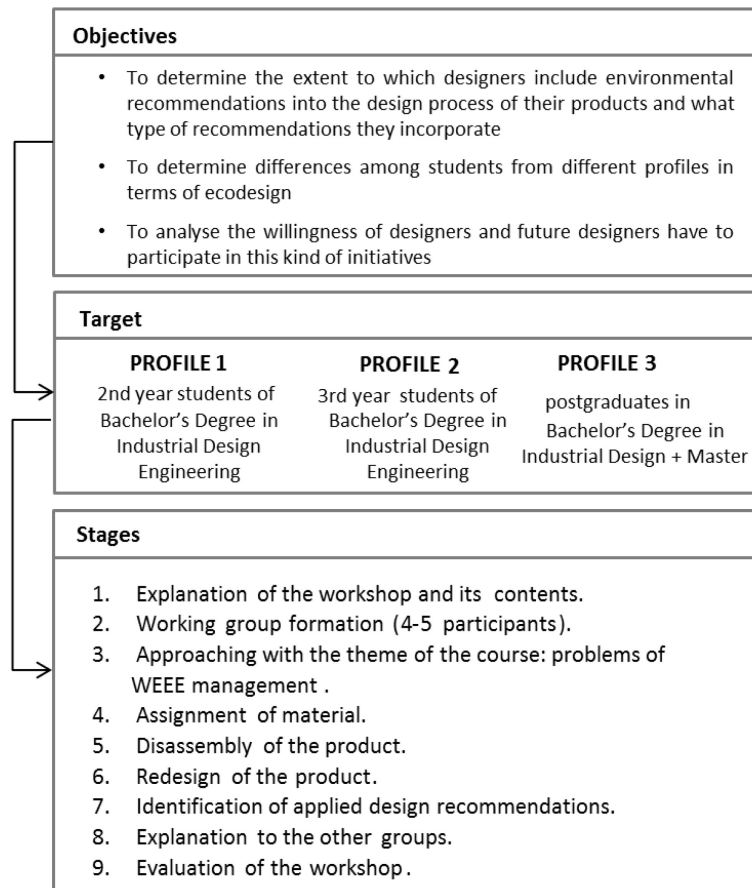 Objectives
• To determine the extent to which designers include environmental
recommendations into the design process of their products and what
type of recommendations they incorporate
• To determine differences among students from different profiles in
terms of ecodesign
• To analyse the willingness of designers and future designers have to
participate in this kind of initiatives
Target
PROFILE 1
2nd year students of
Bachelor's Degree in
Industrial Design
Engineering
PROFILE 2
3rd year students of
Bachelor's Degree in
Industrial Design
Engineering
PROFILE 3
postgraduates in
Bachelor's Degree in
Industrial Design + Master
Stages
1. Explanation of the workshop and its contents.
2. Working group formation (4-5 participants).
3. Approaching with the theme of the course: problems of
WEEE management .
4. Assignment of material.
5. Disassembly of the product.
6. Redesign of the product.
7. Identification of applied design recommendations.
8. Explanation to the other groups.
9. Evaluation of the workshop.